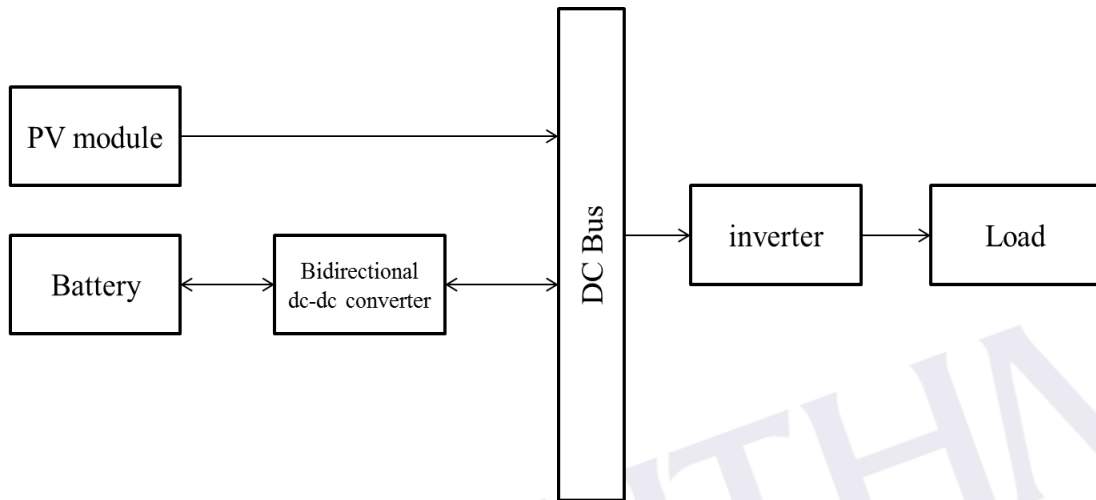 PV module
Battery
Bidirectional
dc-dc converter
DC Bus
inverter
Load